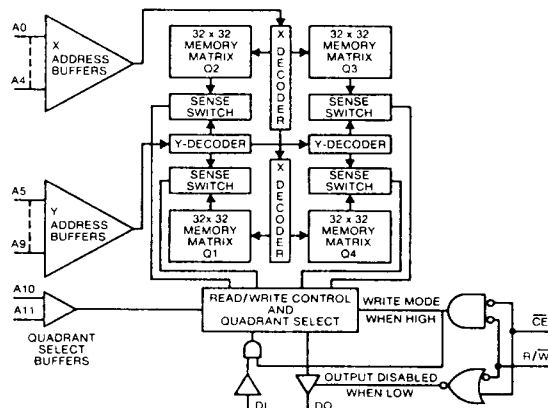 A0
A4
X
ADDRESS
BUFFERS
32 x 32
MEMORY
MATRIX
Q2
X DECODER
32 x 32
MEMORY
MATRIX
Q3
SENSE
SWITCH
SENSE
SWITCH
Y-DECODER
Y-DECODER
A5
A9
Y
ADDRESS
BUFFERS
SENSE
SWITCH
X DECODER
SENSE
SWITCH
32 x 32
MEMORY
MATRIX
Q1
32 x 32
MEMORY
MATRIX
Q4
A10
A11
QUADRANT
SELECT
BUFFERS
READ/WRITE CONTROL
AND
QUADRANT SELECT
WRITE MODE
WHEN HIGH
CE
R/W
OUTPUT DISABLED
WHEN LOW
DI
DO